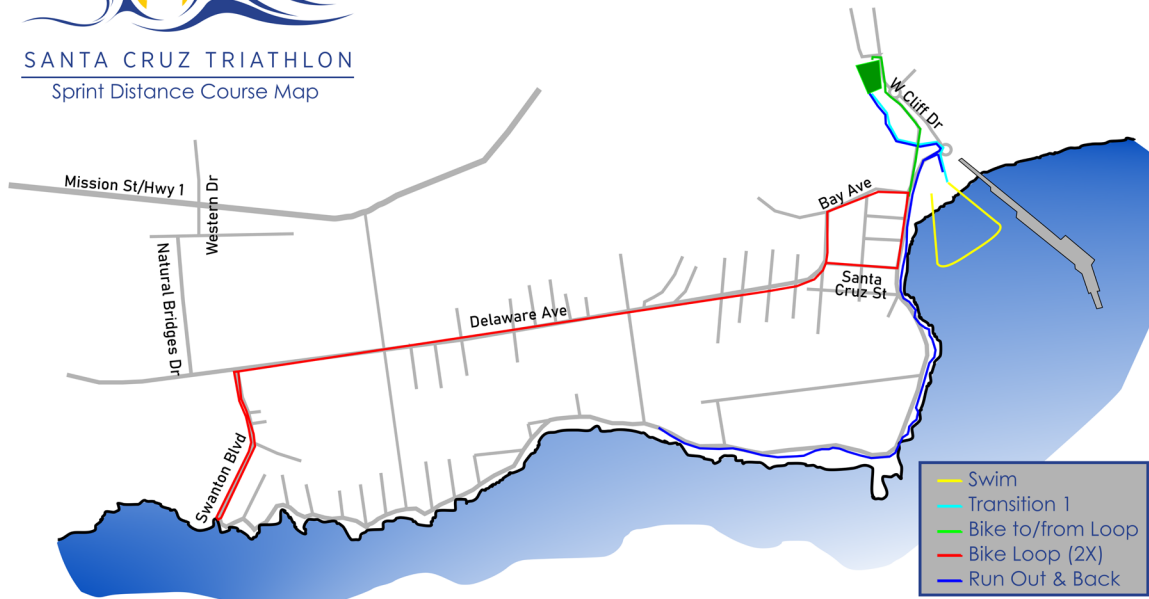 SANTA CRUZ TRIATHLON
Sprint Distance Course Map
W Cliff Dr
Mission St/Hwy 1
Western Dr
Bay Ave
Natural Bridges Dr
Santa
Cruz St
Delaware Ave
Swanton Blvd
Swim
Transition 1
Bike to/from Loop
Bike Loop (2X)
Run Out & Back